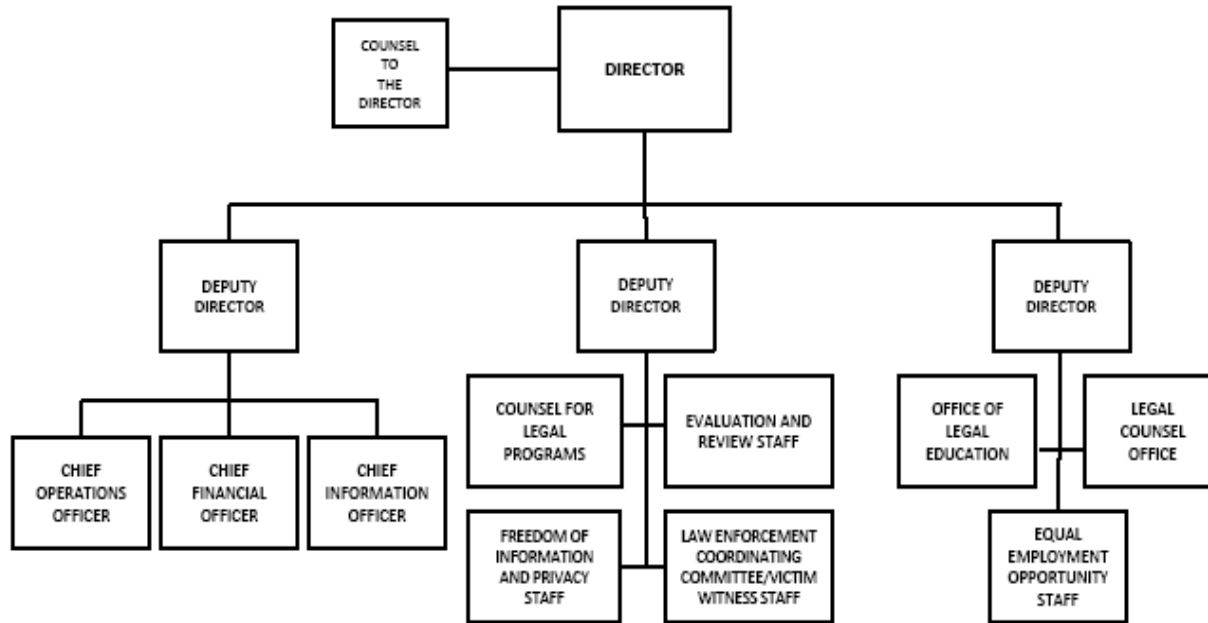 COUNSEL
TO
THE
DIRECTOR
DIRECTOR
DEPUTY
DIRECTOR
DEPUTY
DIRECTOR
DEPUTY
DIRECTOR
CHIEF
OPERATIONS
OFFICER
CHIEF
FINANCIAL
OFFICER
CHIEF
INFORMATION
OFFICER
COUNSEL FOR
LEGAL
PROGRAMS
EVALUATION AND
REVIEW STAFF
FREEDOM OF
INFORMATION
AND PRIVACY
STAFF
LAW ENFORCEMENT
COORDINATING
COMMITTEE/VICTIM
WITNESS STAFF
OFFICE OF
LEGAL
EDUCATION
LEGAL
COUNSEL
OFFICE
EQUAL
EMPLOYMENT
OPPORTUNITY
STAFF